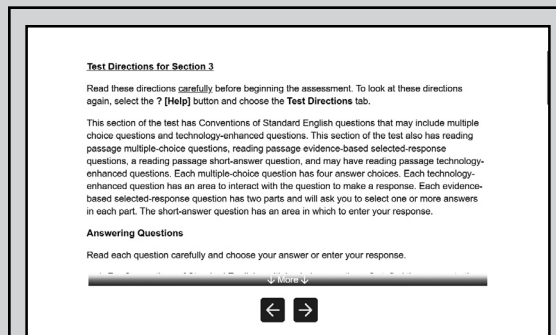 Test Directions for Section 3
Read these directions carefully before beginning the assessment. To look at these directions
again, select the ? [Help] button and choose the Test Directions tab.
This section of the test has Conventions of Standard English questions that may include multiple
choice questions and technology-enhanced questions. This section of the test also has reading
passage multiple-choice questions, reading passage evidence-based selected-response
questions, a reading passage short-answer question, and may have reading passage technology-
enhanced questions. Each multiple-choice question has four answer choices. Each technology-
enhanced question has an area to interact with the question to make a response. Each evidence-
based selected-response question has two parts and will ask you to select one or more answers
in each part. The short-answer question has an area in which to enter your response.
Answering Questions
Read each question carefully and choose your answer or enter your response.
↓ More ↓